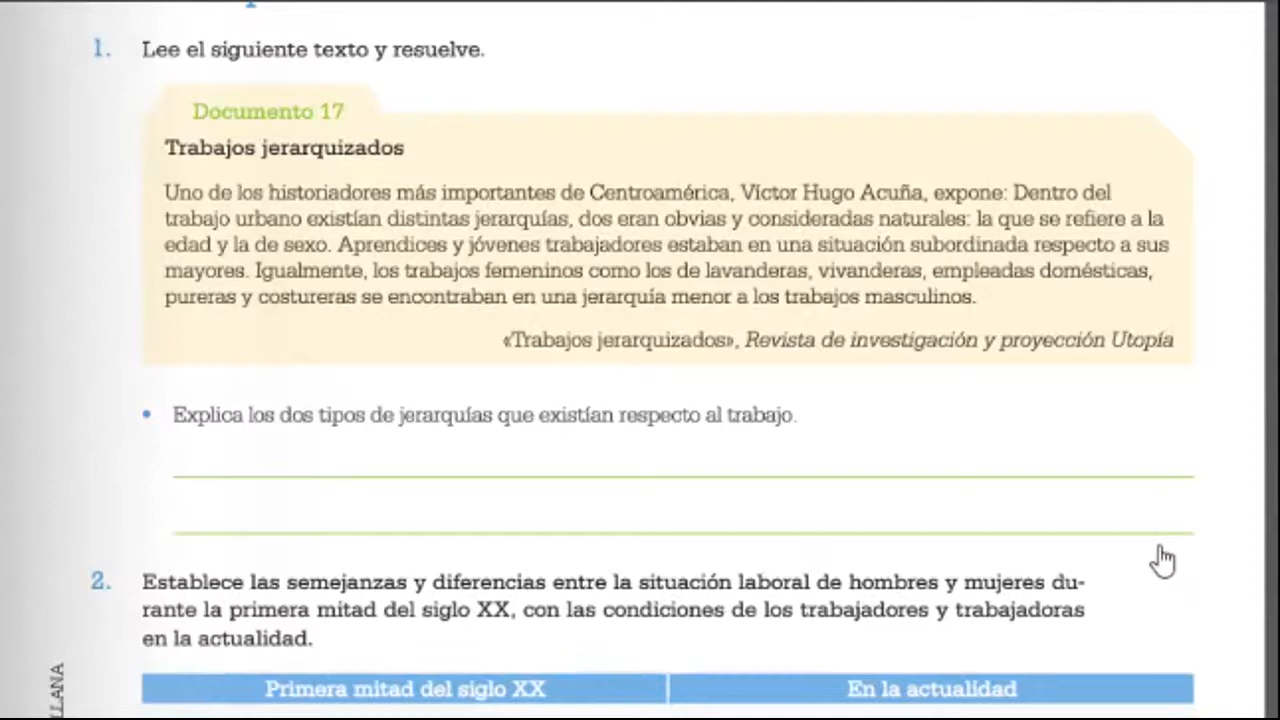 1. Lee el siguiente texto y resuelve.
Documento 17
Trabajos jerarquizados
Uno de los historiadores más importantes de Centroamérica, Víctor Hugo Acuña, expone: Dentro del
trabajo urbano existían distintas jerarquías, dos eran obvias y consideradas naturales: la que se refiere a la
edad y la de sexo. Aprendices y jóvenes trabajadores estaban en una situación subordinada respecto a sus
mayores. Igualmente, los trabajos femeninos como los de lavanderas, vivanderas, empleadas domésticas,
pureras y costureras se encontraban en una jerarquía menor a los trabajos masculinos.
«Trabajos jerarquizados», Revista de investigación y proyección Utopía
• Explica los dos tipos de jerarquías que existían respecto al trabajo.
2. Establece las semejanzas y diferencias entre la situación laboral de hombres y mujeres du-
rante la primera mitad del siglo XX, con las condiciones de los trabajadores y trabajadoras
en la actualidad.
Primera mitad del siglo XX
En la actualidad
LLANA